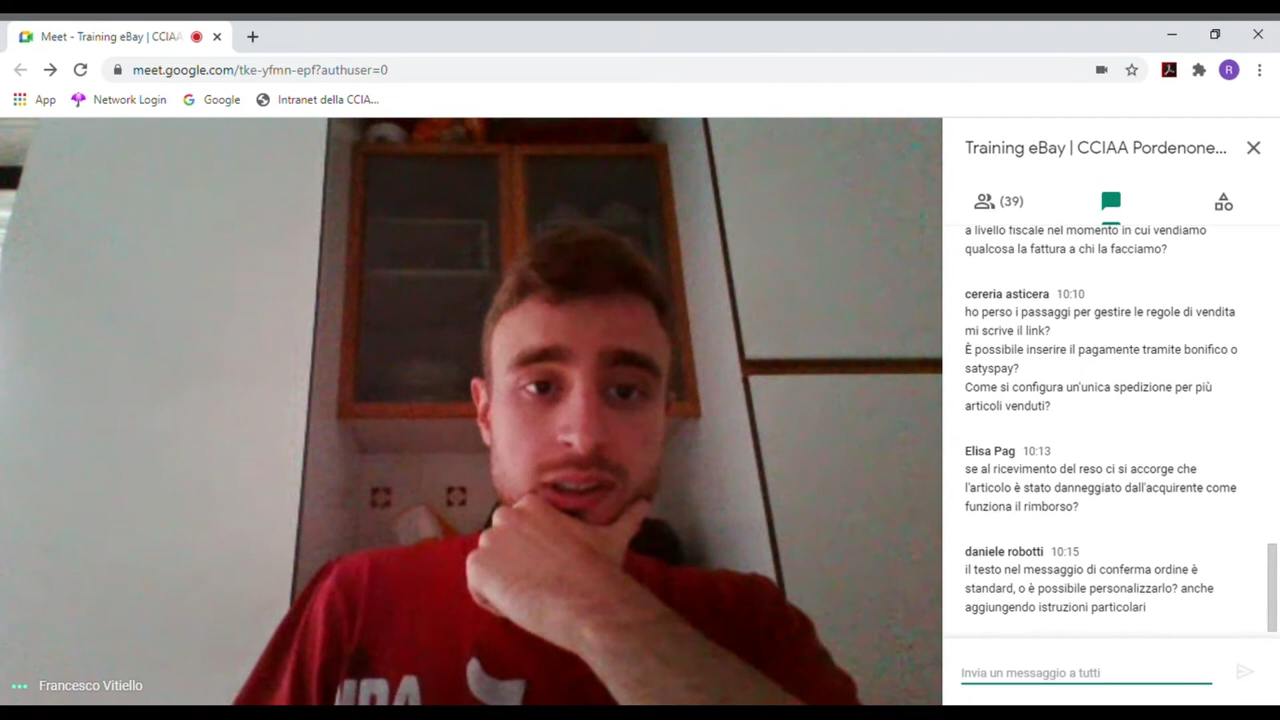 Meet - Training eBay | CCIAA
meet.google.com/tke-yfmn-epf?authuser=0
R
App
Network Login
Google
Intranet della CCIA...
Training eBay | CCIAA Pordenone...
(39)
a livello fiscale nel momento in cui vendiamo
qualcosa la fattura a chi la facciamo?
cereria asticera 10:10
ho perso i passaggi per gestire le regole di vendita
mi scrive il link?
È possibile inserire il pagamente tramite bonifico o
satyspay?
Come si configura un'unica spedizione per più
articoli venduti?
Elisa Pag 10:13
se al ricevimento del reso ci si accorge che
l'articolo è stato danneggiato dall'acquirente come
funziona il rimborso?
daniele robotti 10:15
il testo nel messaggio di conferma ordine è
standard, o è possibile personalizzarlo? anche
aggiungendo istruzioni particolari
Invia un messaggio a tutti
Francesco Vitiello